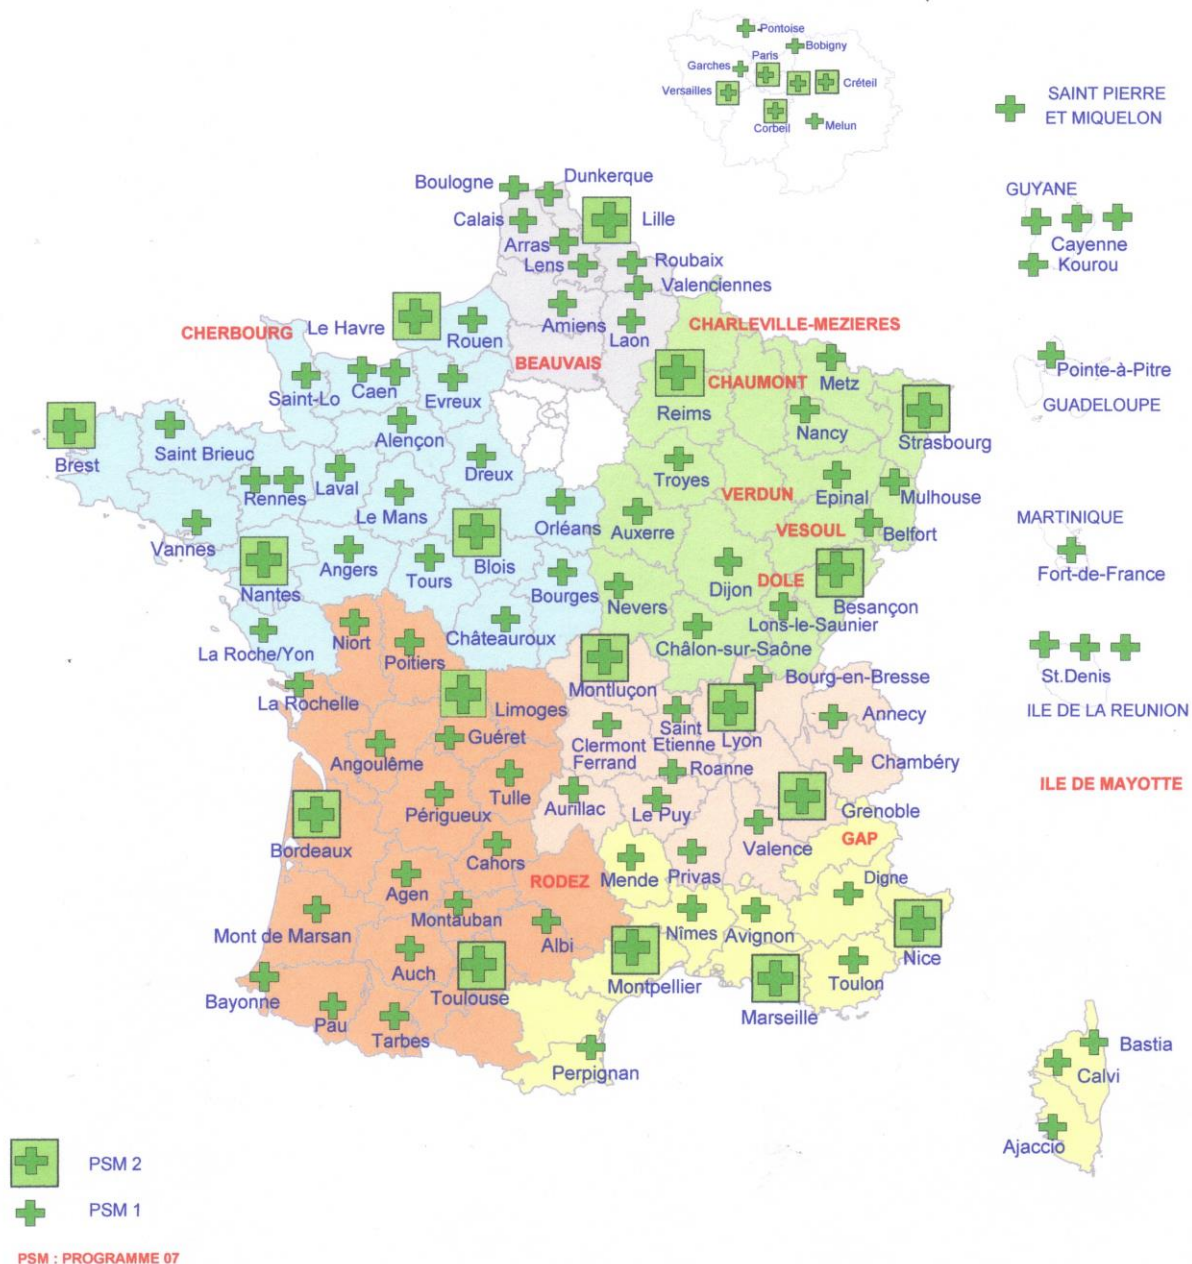 Pontoise
Bobigny
Paris
Garches
Créteil
Versailles
Corbeil
Melun
SAINT PIERRE
ET MIQUELON
GUYANE
Cayenne
Kourou
Pointe-à-Pitre
GUADELOUPE
MARTINIQUE
Fort-de-France
St.Denis
ILE DE LA REUNION
ILE DE MAYOTTE
Boulogne
Dunkerque
Calais
Lille
Arras
Lens
Roubaix
Valenciennes
Amiens
Laon
BEAUVAIS
CHERBOURG
Le Havre
Rouen
CHARLEVILLE-MEZIERES
Saint-Lo
Caen
Evreux
Reims
CHAUMONT
Metz
Nancy
Strasbourg
Brest
Saint Brieuc
Alençon
Dreux
Rennes
Laval
Le Mans
Orléans
Troyes
VERDUN
Epinal
Mulhouse
Vannes
Auxerre
VESOUL
Belfort
Nantes
Angers
Tours
Blois
Bourges
Nevers
Dijon
DOLE
Besançon
La Roche/Yon
Niort
Poitiers
Châteauroux
Lons-le-Saunier
Châlon-sur-Saône
La Rochelle
Limoges
Montluçon
Bourg-en-Bresse
Guéret
Clermont
Ferrand
Saint
Etienne
Lyon
Annecy
Angoulême
Roanne
Chambéry
Périgueux
Tulle
Aurillac
Le Puy
Grenoble
Bordeaux
Cahors
Valence
GAP
RODEZ
Mende
Privas
Digne
Agen
Montauban
Mont de Marsan
Albi
Nîmes
Avignon
Nice
Auch
Toulouse
Montpellier
Toulon
Bayonne
Marseille
Pau
Tarbes
Perpignan
Bastia
Calvi
Ajaccio
PSM 2
PSM 1
PSM : PROGRAMME 07